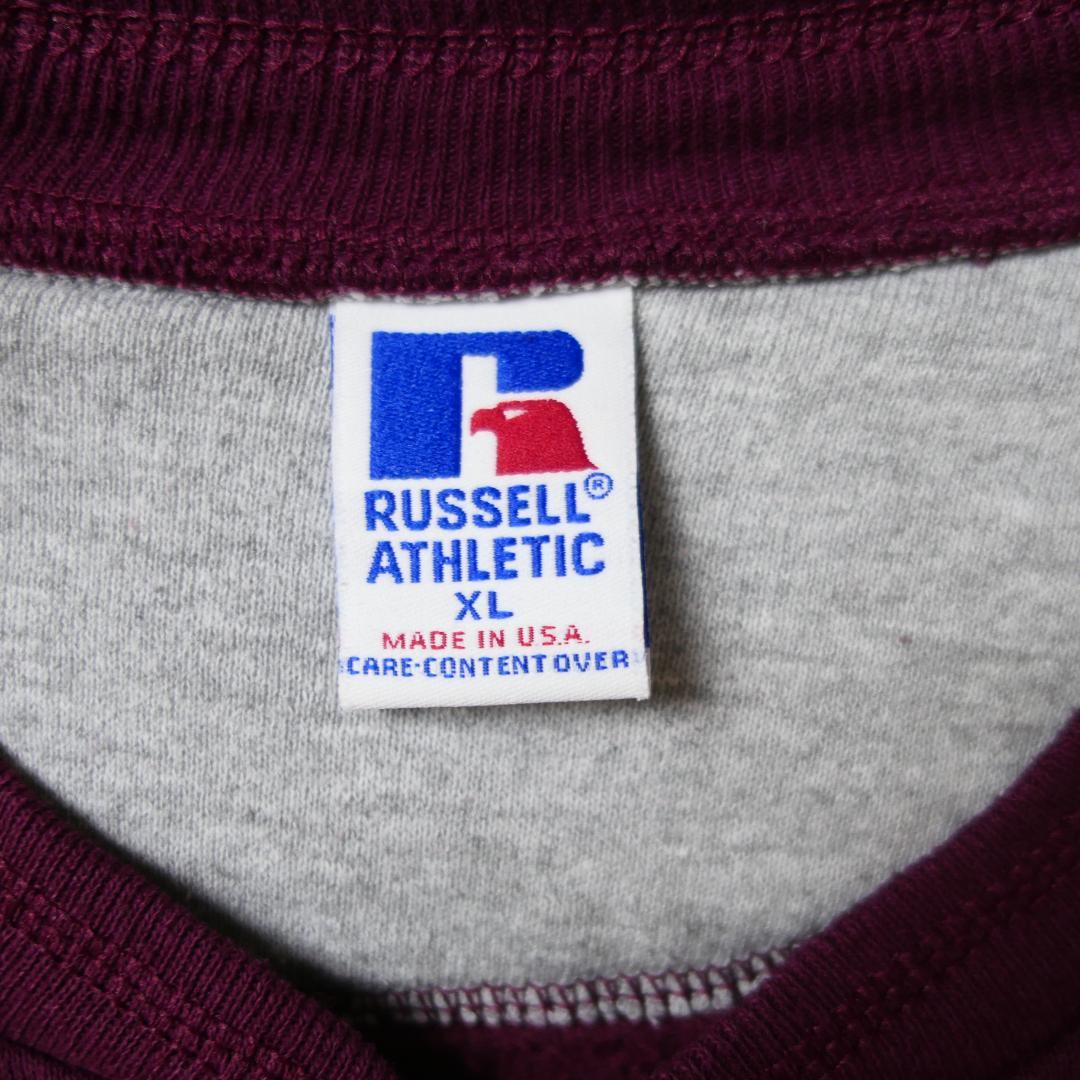 RUSSELL®
ATHLETIC
XL
MADE IN U.S.A.
CARE-CONTENT OVER